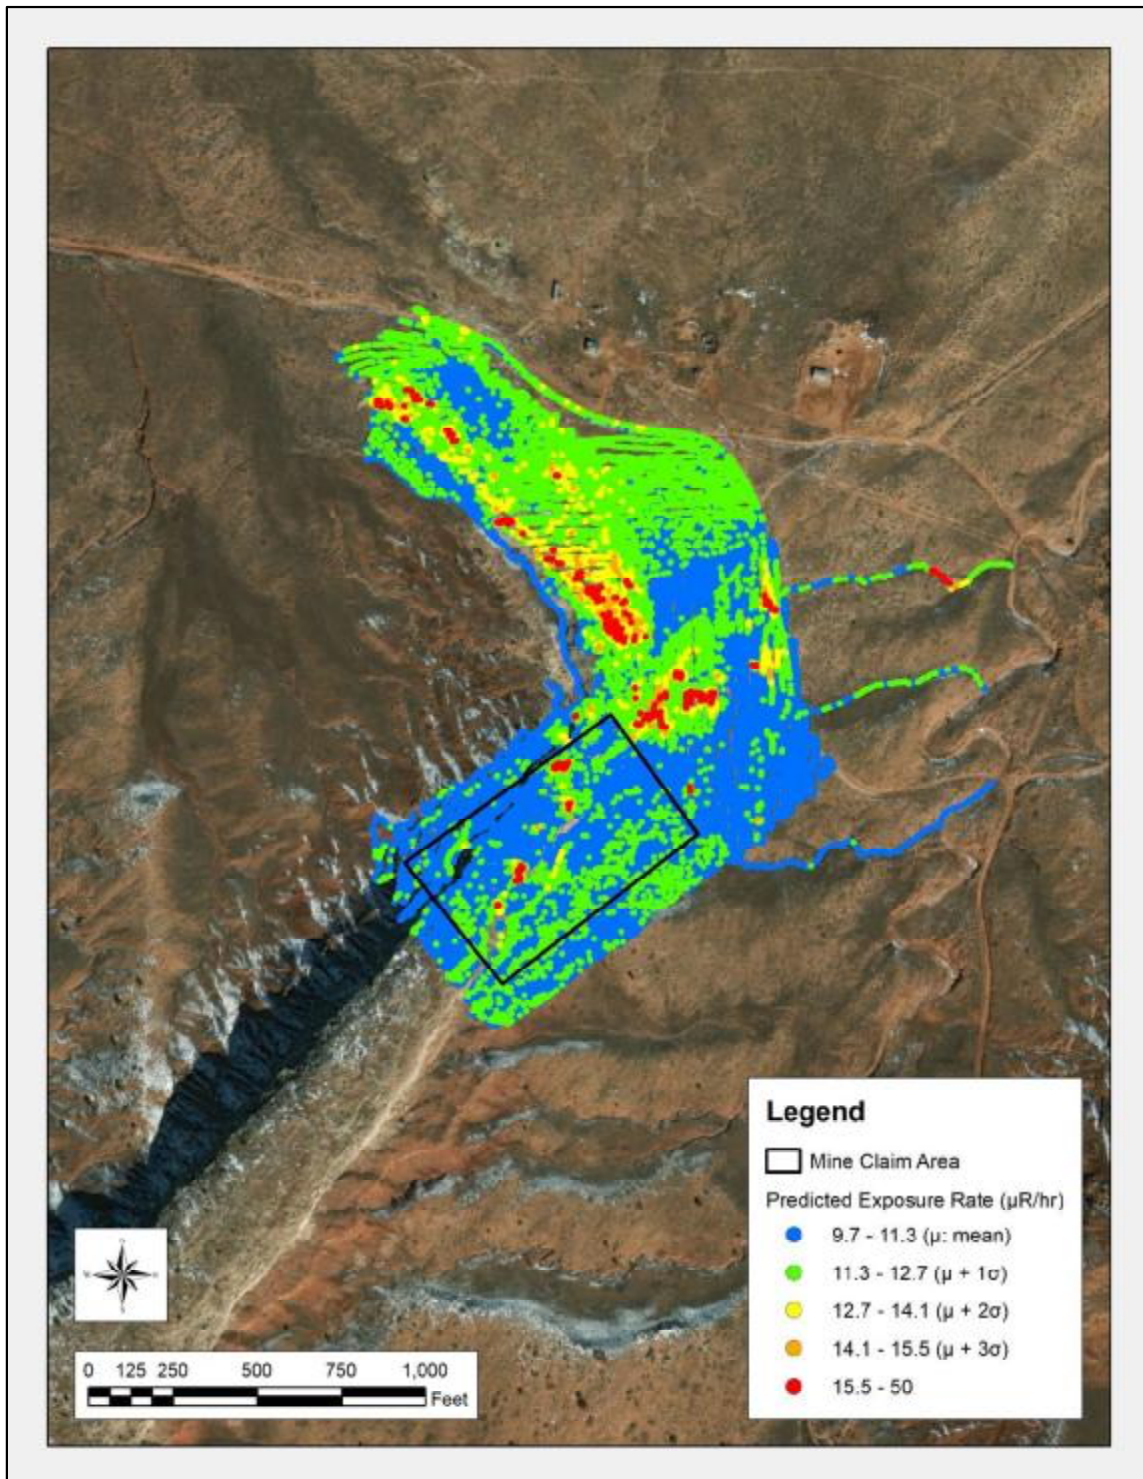 Legend
Mine Claim Area
Predicted Exposure Rate (µR/hr)
9.7 - 11.3 (µ: mean)
11.3 - 12.7 (µ + 1σ)
12.7 - 14.1 (µ + 2σ)
14.1 - 15.5 (µ + 3σ)
15.5 - 50
0 125 250 500 750 1,000
Feet